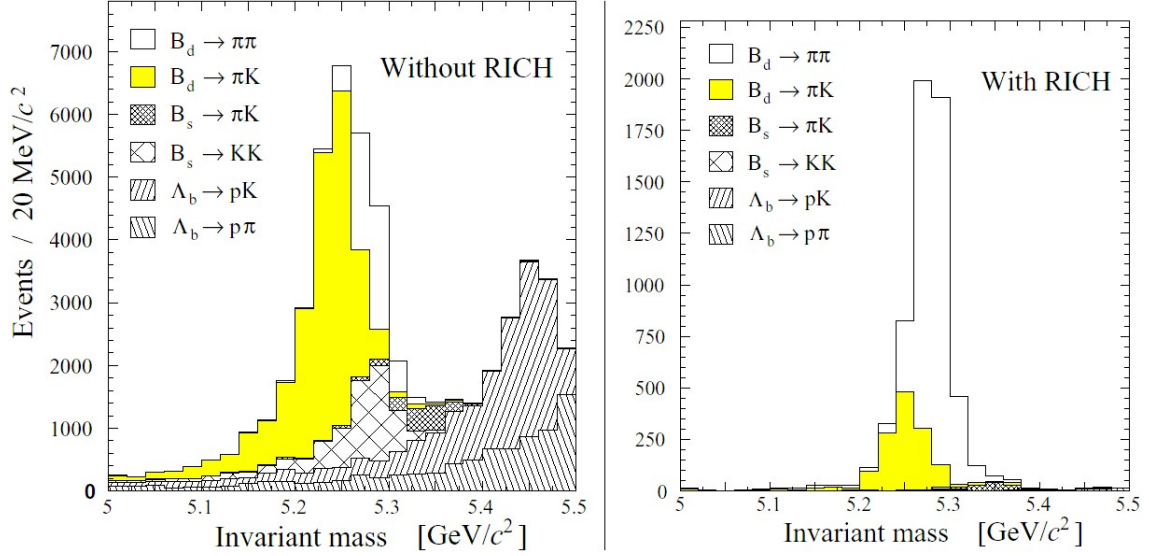 7000
6000
5000
4000
3000
2000
1000
0
Events / 20 MeV/c²
B_d → ππ
B_d → πK
B_s → πK
B_s → KK
Λ_b → pK
Λ_b → pπ
Without RICH
5 5.1 5.2 5.3 5.4 5.5
Invariant mass [GeV/c²]
2250
2000
1750
1500
1250
1000
750
500
250
0
B_d → ππ
B_d → πK
B_s → πK
B_s → KK
Λ_b → pK
Λ_b → pπ
With RICH
5 5.1 5.2 5.3 5.4 5.5
Invariant mass [GeV/c²]